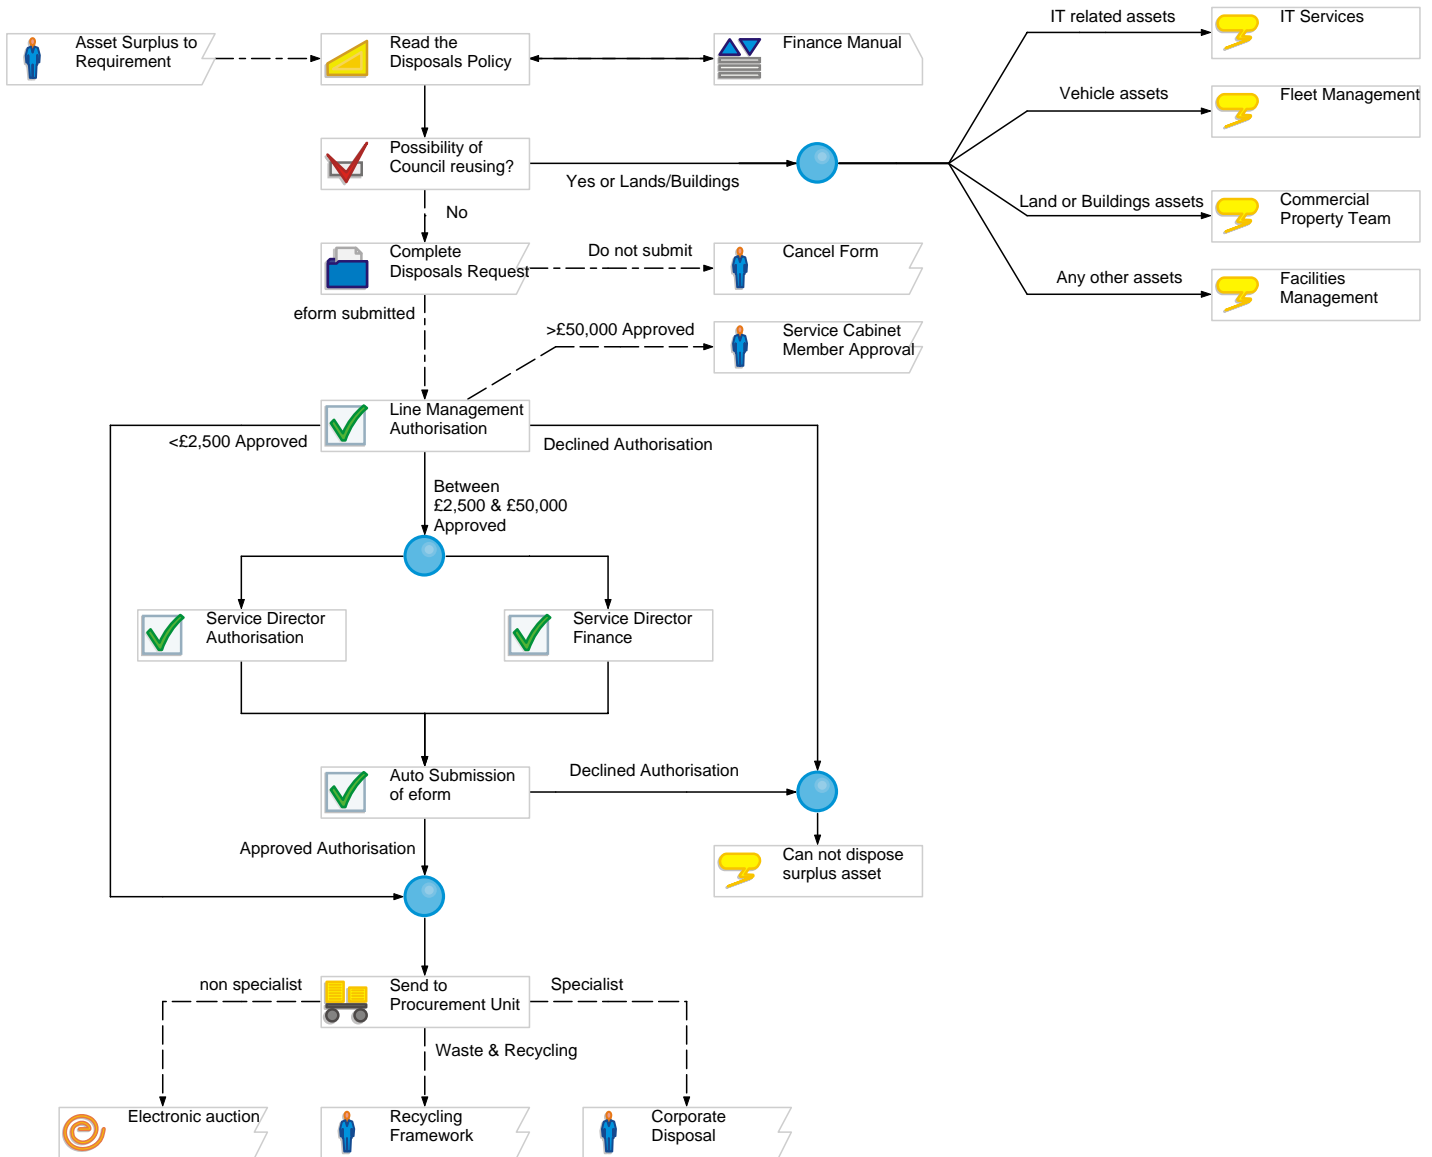 IT related assets
IT Services
Asset Surplus to
Requirement
Read the
Disposals Policy
Finance Manual
Vehicle assets
Fleet Management
Possibility of
Council reusing?
Yes or Lands/Buildings
Land or Buildings assets
Commercial
Property Team
No
Complete
Disposals Request
Do not submit
Cancel Form
Any other assets
Facilities
Management
eform submitted
>£50,000 Approved
Service Cabinet
Member Approval
Line Management
Authorisation
<£2,500 Approved
Declined Authorisation
Between
£2,500 & £50,000
Approved
Service Director
Authorisation
Service Director
Finance
Auto Submission
of eform
Declined Authorisation
Approved Authorisation
Can not dispose
surplus asset
non specialist
Send to
Procurement Unit
Specialist
Waste & Recycling
Electronic auction
Recycling
Framework
Corporate
Disposal